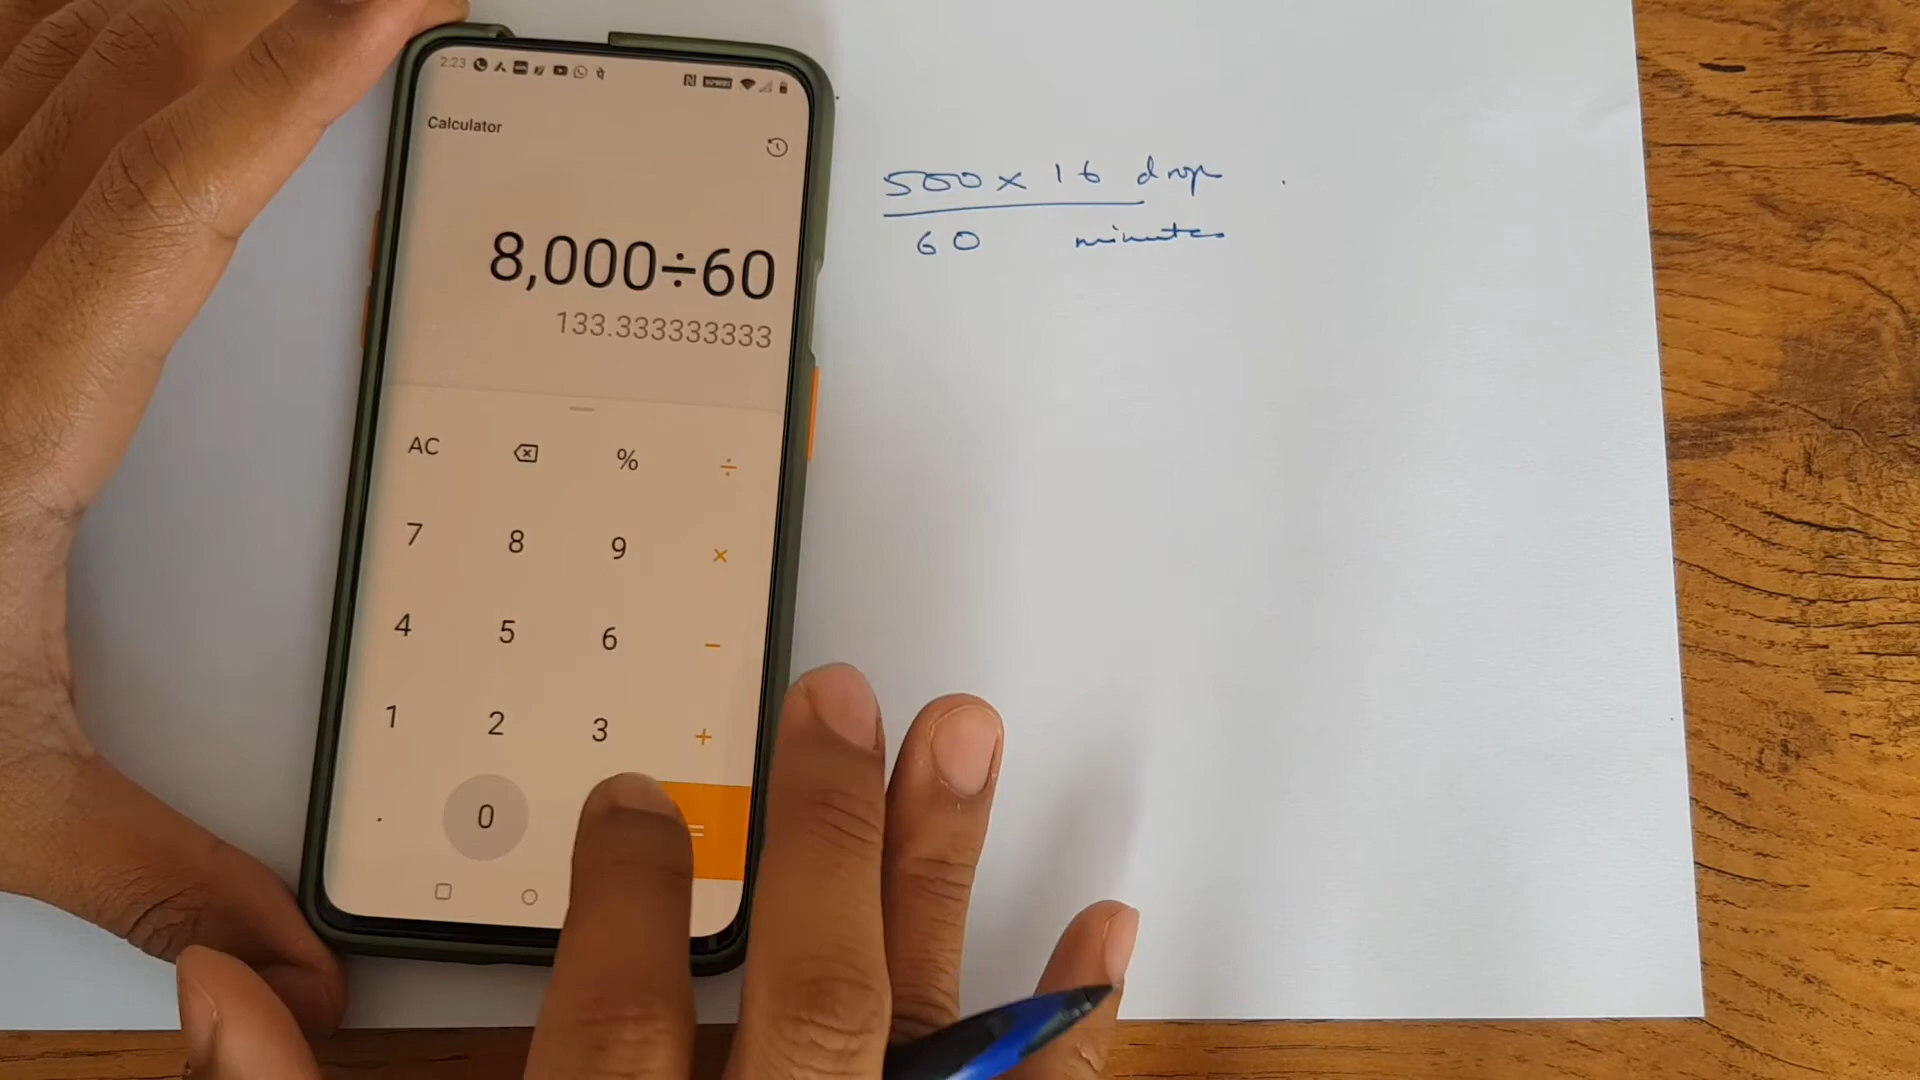 2:23
Calculator
8,000÷60
133.333333333
AC % ÷
7 8 9 ×
4 5 6 −
1 2 3 +
. 0 =
500 × 16 drops
60 minutes